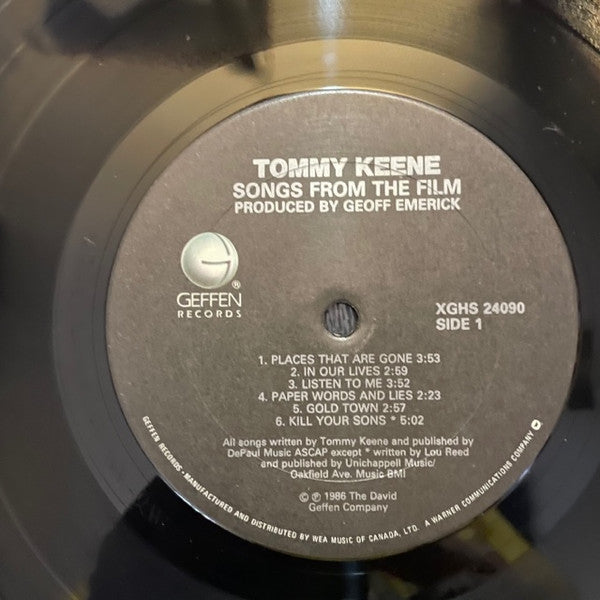 TOMMY KEENE
SONGS FROM THE FILM
PRODUCED BY GEOFF EMERICK
G
®
GEFFEN
RECORDS
XGHS 24090
SIDE 1
1. PLACES THAT ARE GONE 3:53
2. IN OUR LIVES 2:59
3. LISTEN TO ME 3:52
4. PAPER WORDS AND LIES 2:23
5. GOLD TOWN 2:57
6. KILL YOUR SONS * 5:02
All songs written by Tommy Keene and published by
DePaul Music ASCAP except * written by Lou Reed
and published by Unichappell Music/
Oakfield Ave. Music BMI
© ℗ 1986 The David
Geffen Company
GEFFEN RECORDS • MANUFACTURED AND DISTRIBUTED BY WEA MUSIC OF CANADA, LTD. A WARNER COMMUNICATIONS COMPANY